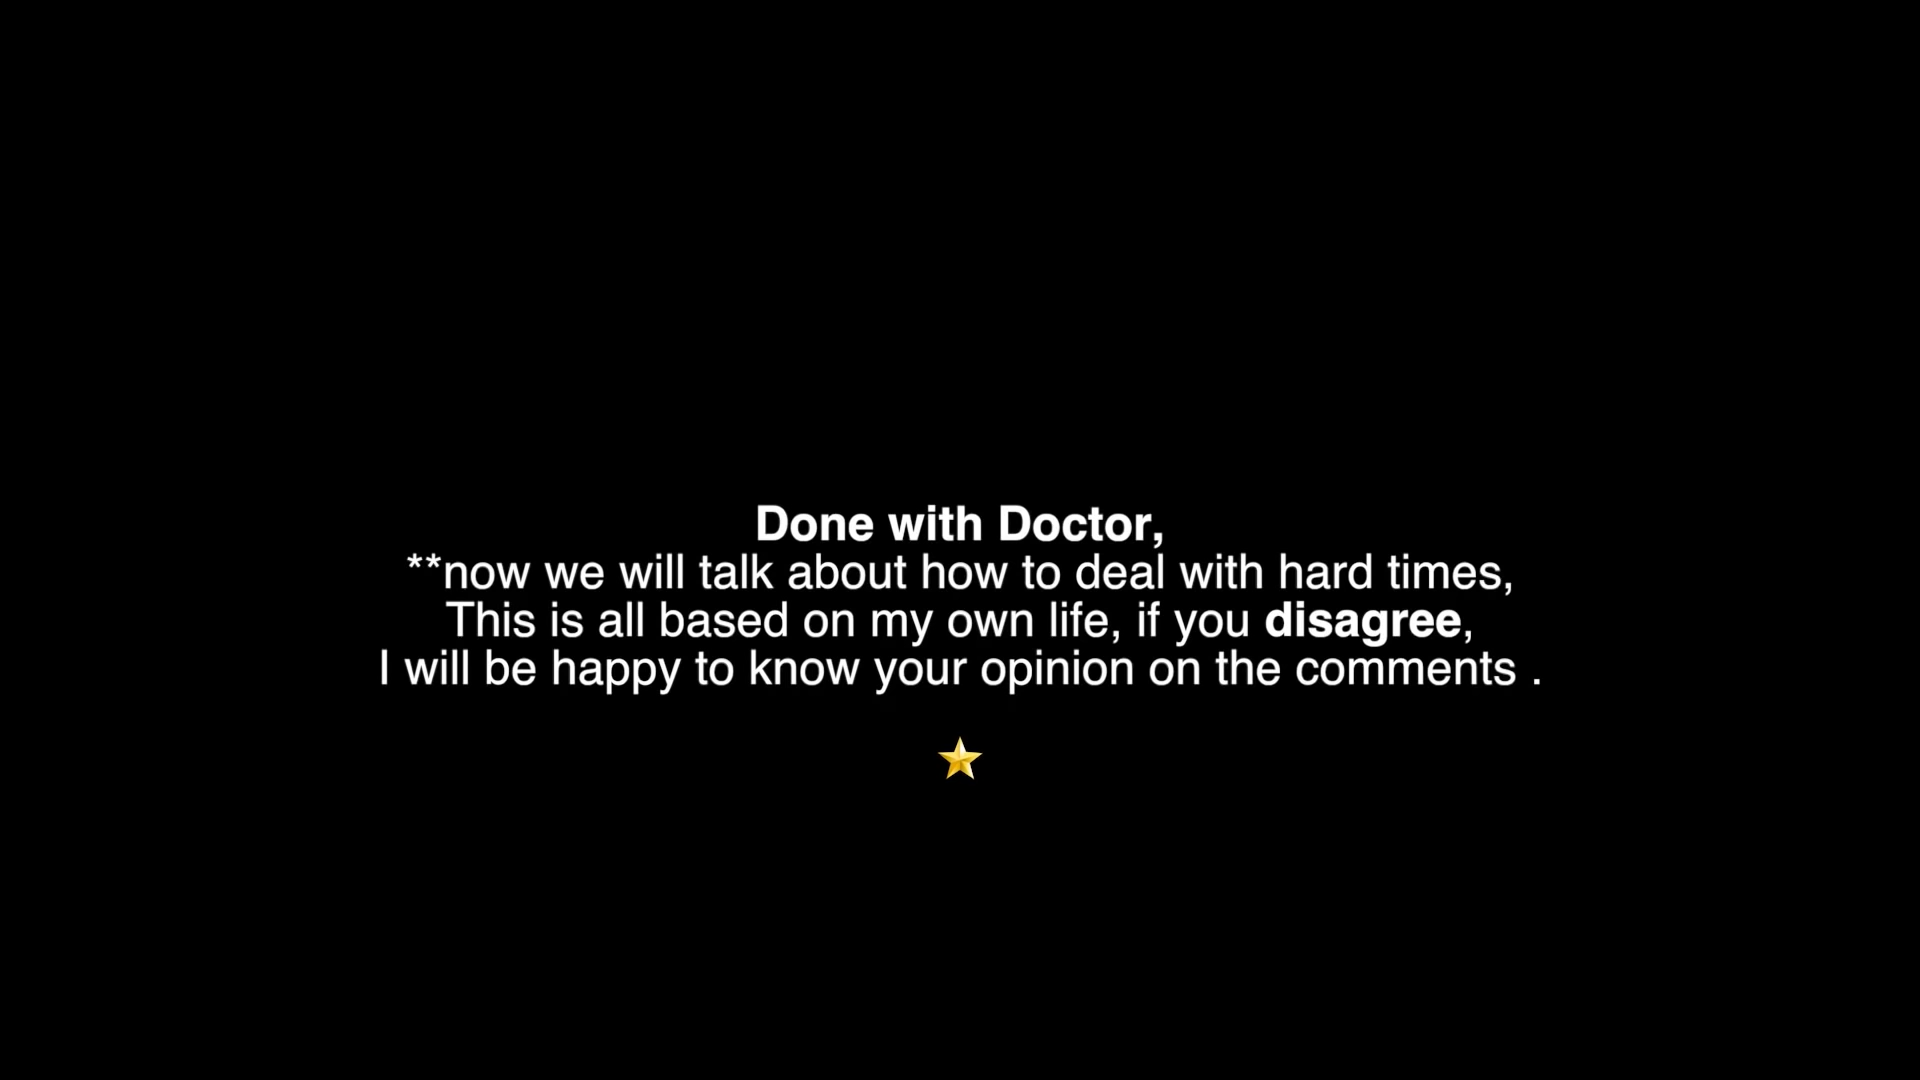 Done with Doctor,
**now we will talk about how to deal with hard times,
This is all based on my own life, if you disagree,
I will be happy to know your opinion on the comments .